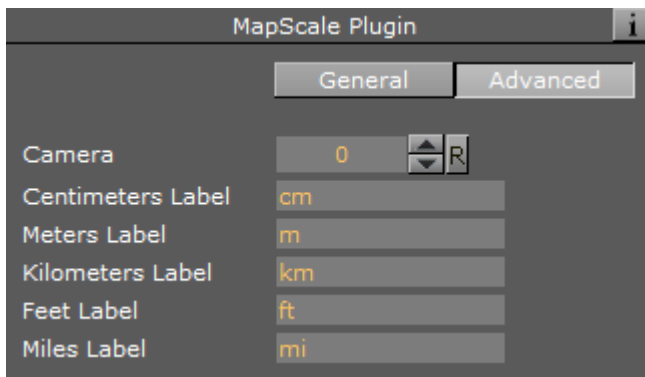 MapScale Plugin i
General Advanced
Camera 0 R
Centimeters Label cm
Meters Label m
Kilometers Label km
Feet Label ft
Miles Label mi